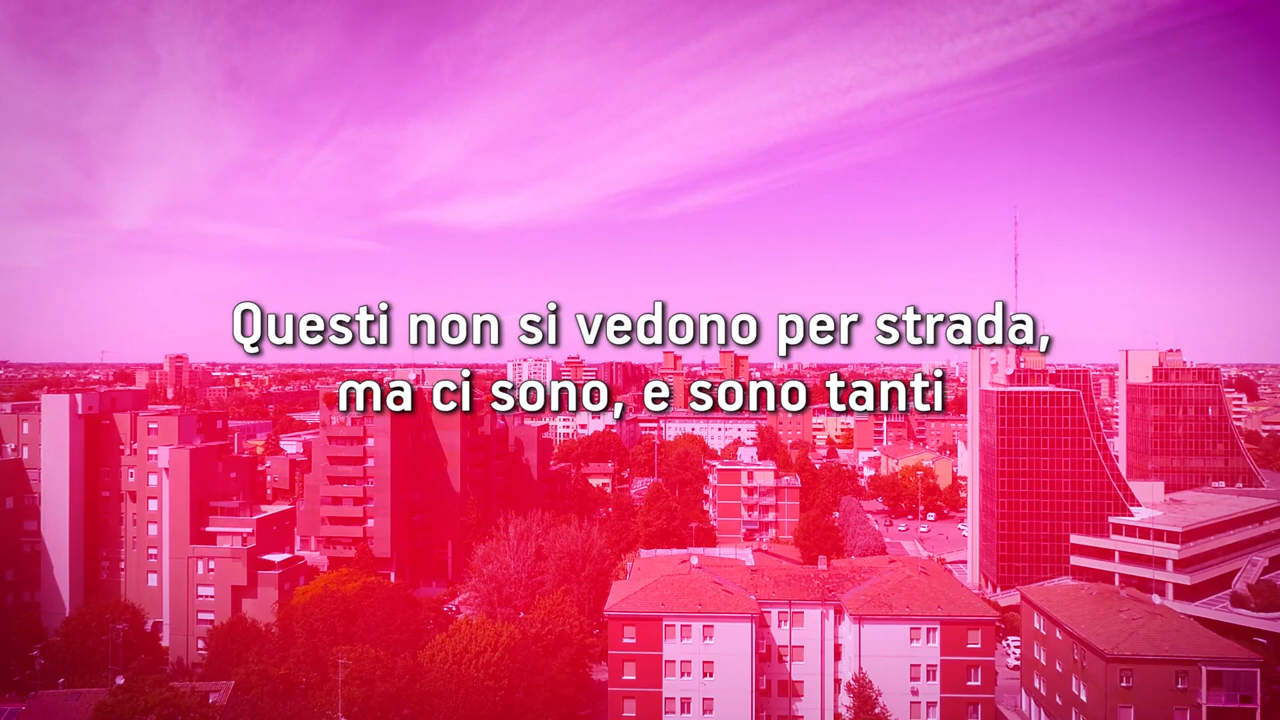 Questi non si vedono per strada,
ma ci sono, e sono tanti